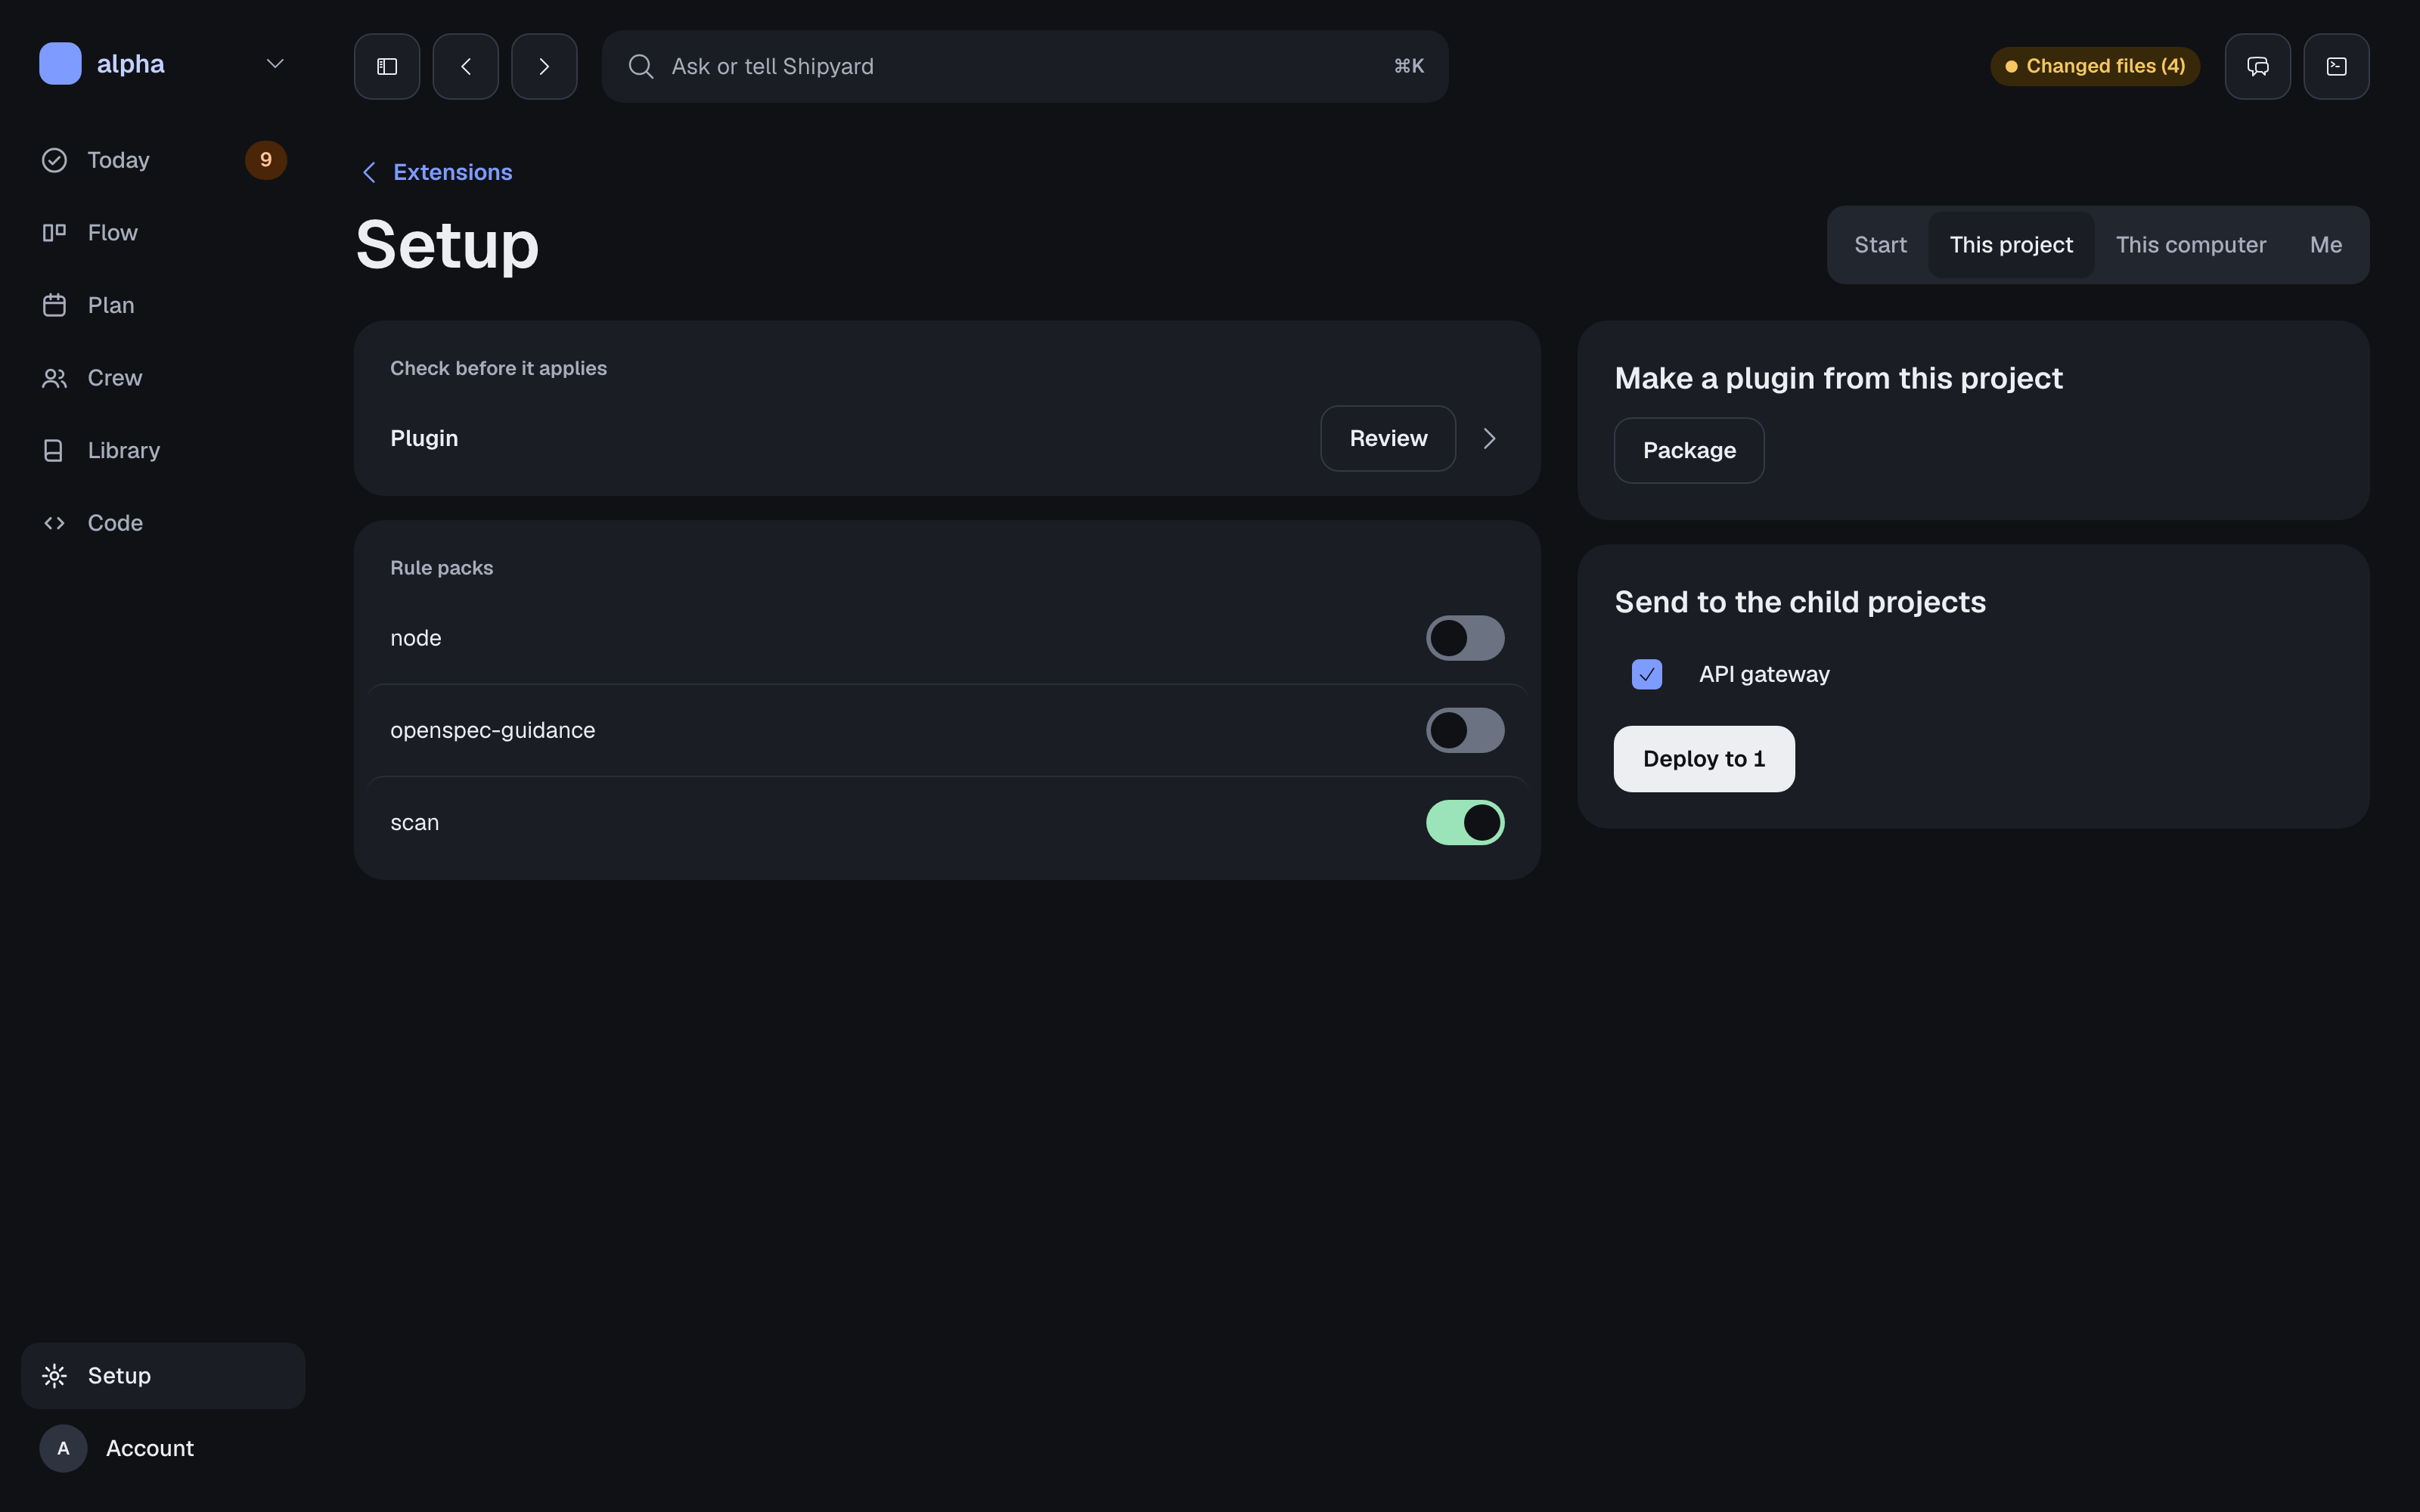 alpha
Ask or tell Shipyard
⌘K
Changed files (4)
Today
9
Flow
Plan
Crew
Library
Code
Extensions
Setup
Start
This project
This computer
Me
Check before it applies
Plugin
Review
Rule packs
node
openspec-guidance
scan
Make a plugin from this project
Package
Send to the child projects
API gateway
Deploy to 1
Setup
A
Account